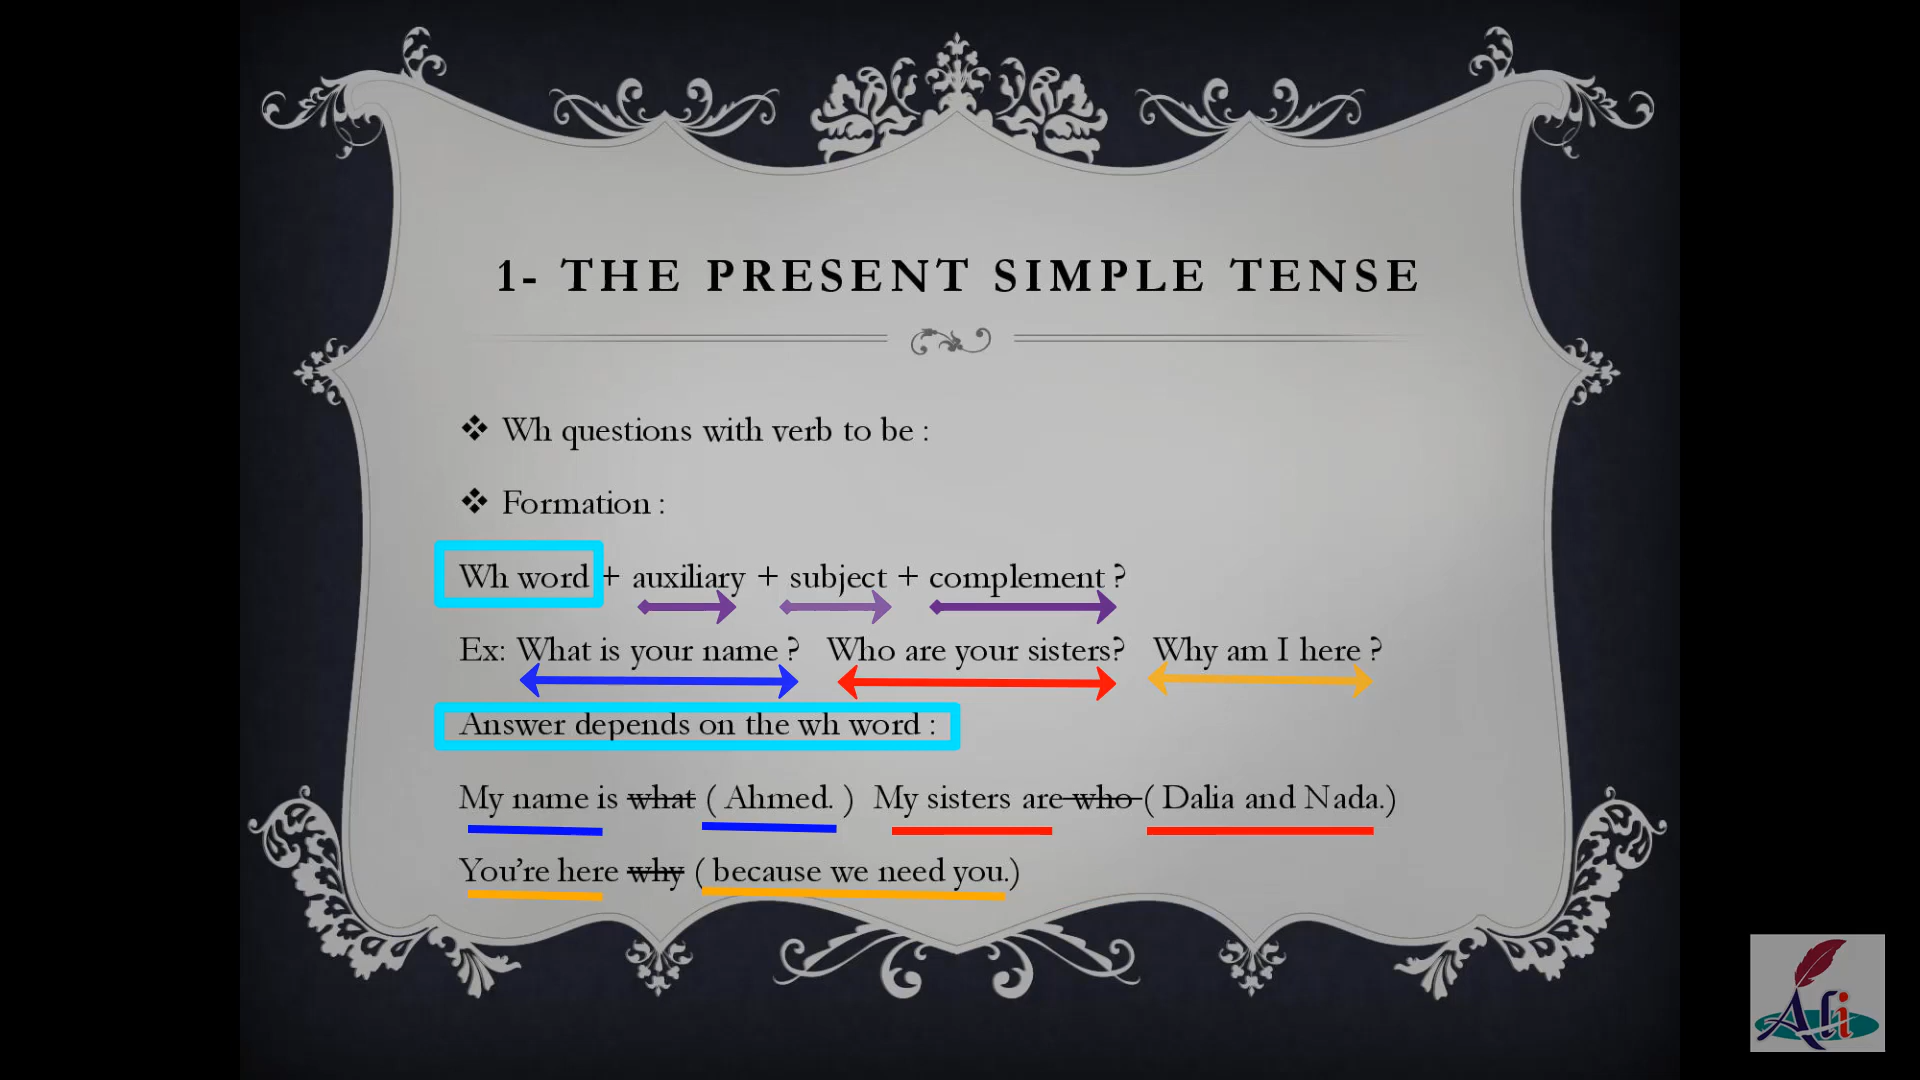 1- THE PRESENT SIMPLE TENSE
❖ Wh questions with verb to be :
❖ Formation :
Wh word + auxiliary + subject + complement ?
Ex: What is your name ? Who are your sisters? Why am I here ?
Answer depends on the wh word :
My name is what ( Ahmed. ) My sisters are who ( Dalia and Nada.)
You're here why ( because we need you.)
Ali